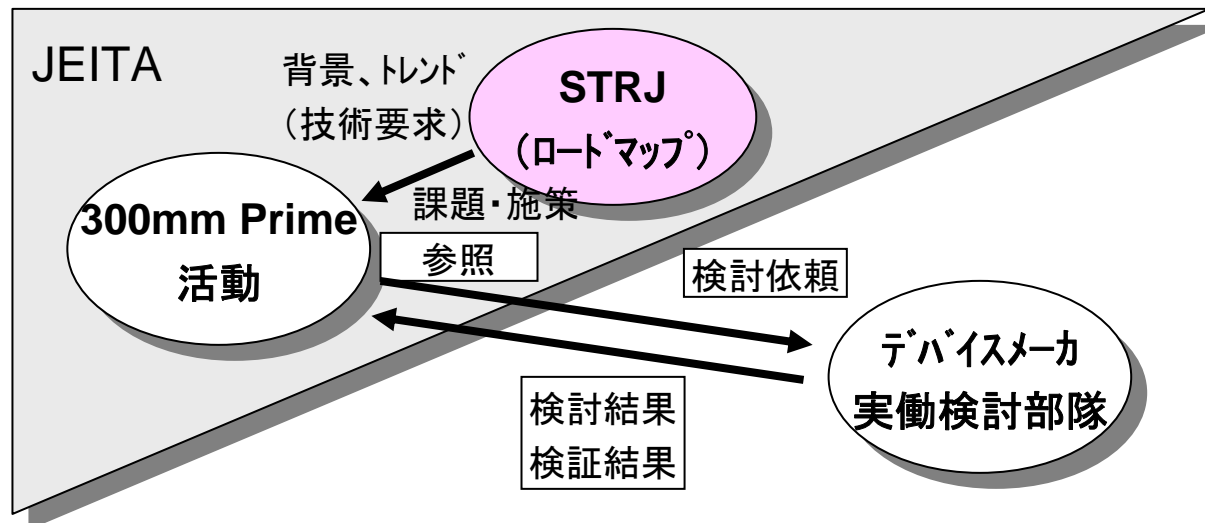 JEITA
背景、ﾄﾚﾝﾄﾞ
（技術要求）
STRJ
（ﾛｰﾄﾞﾏｯﾌﾟ）
課題・施策
300mm Prime
活動
参照
検討依頼
ﾃﾞﾊﾞｲｽﾒｰｶ
実働検討部隊
検討結果
検証結果